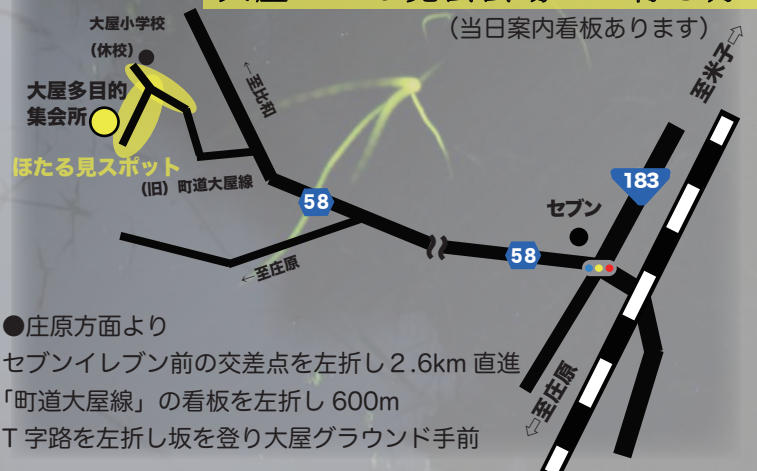 （当日案内看板あります）
大屋小学校
（休校）
⇧至米子
←至比和
大屋多目的
集会所
ほたる見スポット
（旧）町道大屋線
183
58
セブン
58
←至庄原
⇩至庄原
●庄原方面より
セブンイレブン前の交差点を左折し２.６km 直進
「町道大屋線」の看板を左折し 600m
T 字路を左折し坂を登り大屋グラウンド手前